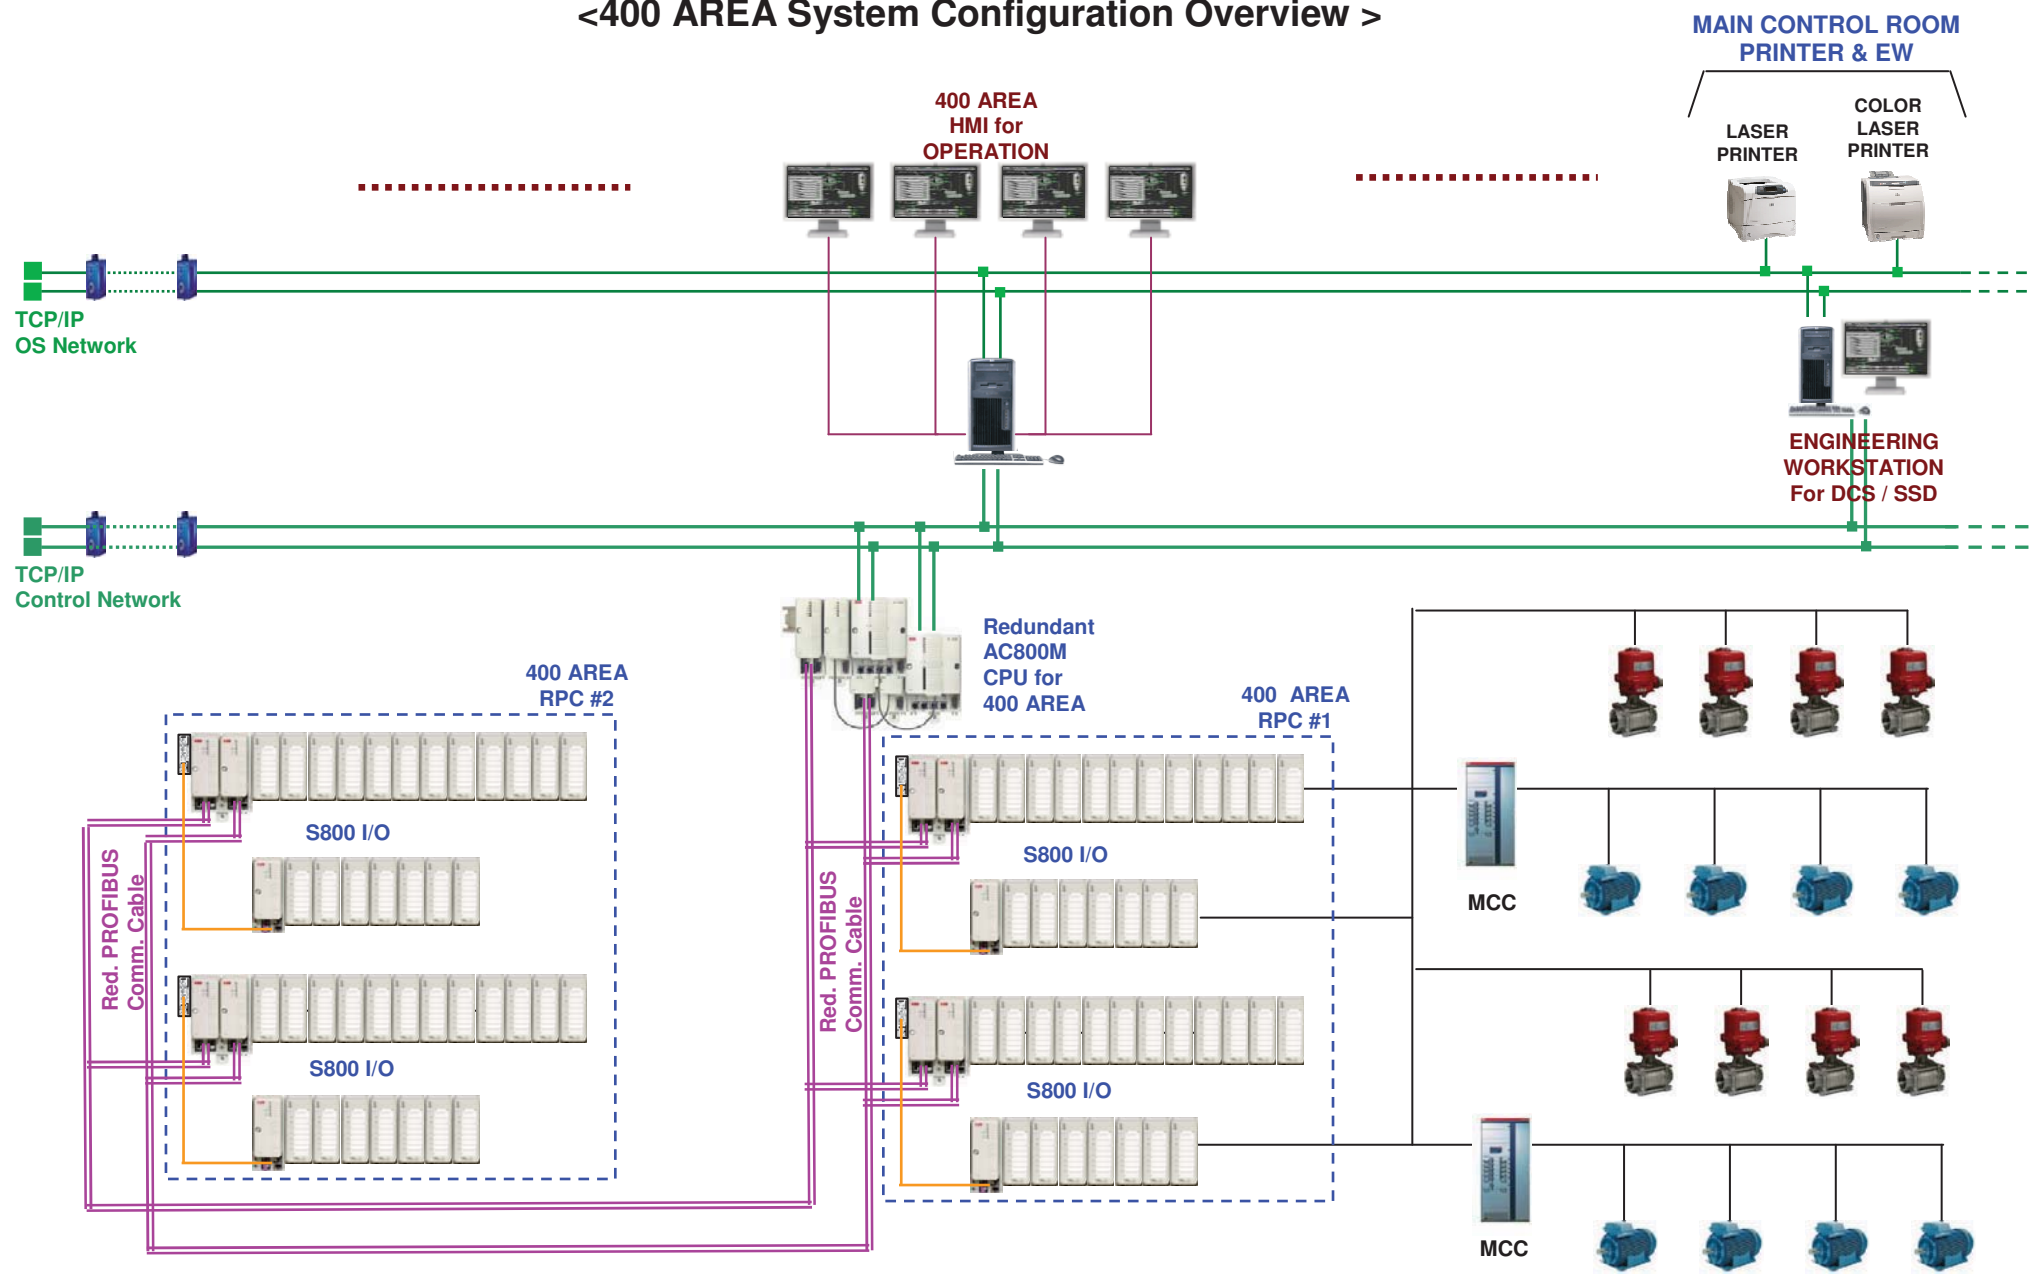 <400 AREA System Configuration Overview >
MAIN CONTROL ROOM
PRINTER & EW
400 AREA
HMI for
OPERATION
LASER
PRINTER
COLOR
LASER
PRINTER
TCP/IP
OS Network
ENGINEERING
WORKSTATION
For DCS / SSD
TCP/IP
Control Network
Redundant
AC800M
CPU for
400 AREA
400 AREA
RPC #2
400 AREA
RPC #1
S800 I/O
S800 I/O
Red. PROFIBUS
Comm. Cable
Red. PROFIBUS
Comm. Cable
MCC
S800 I/O
S800 I/O
MCC